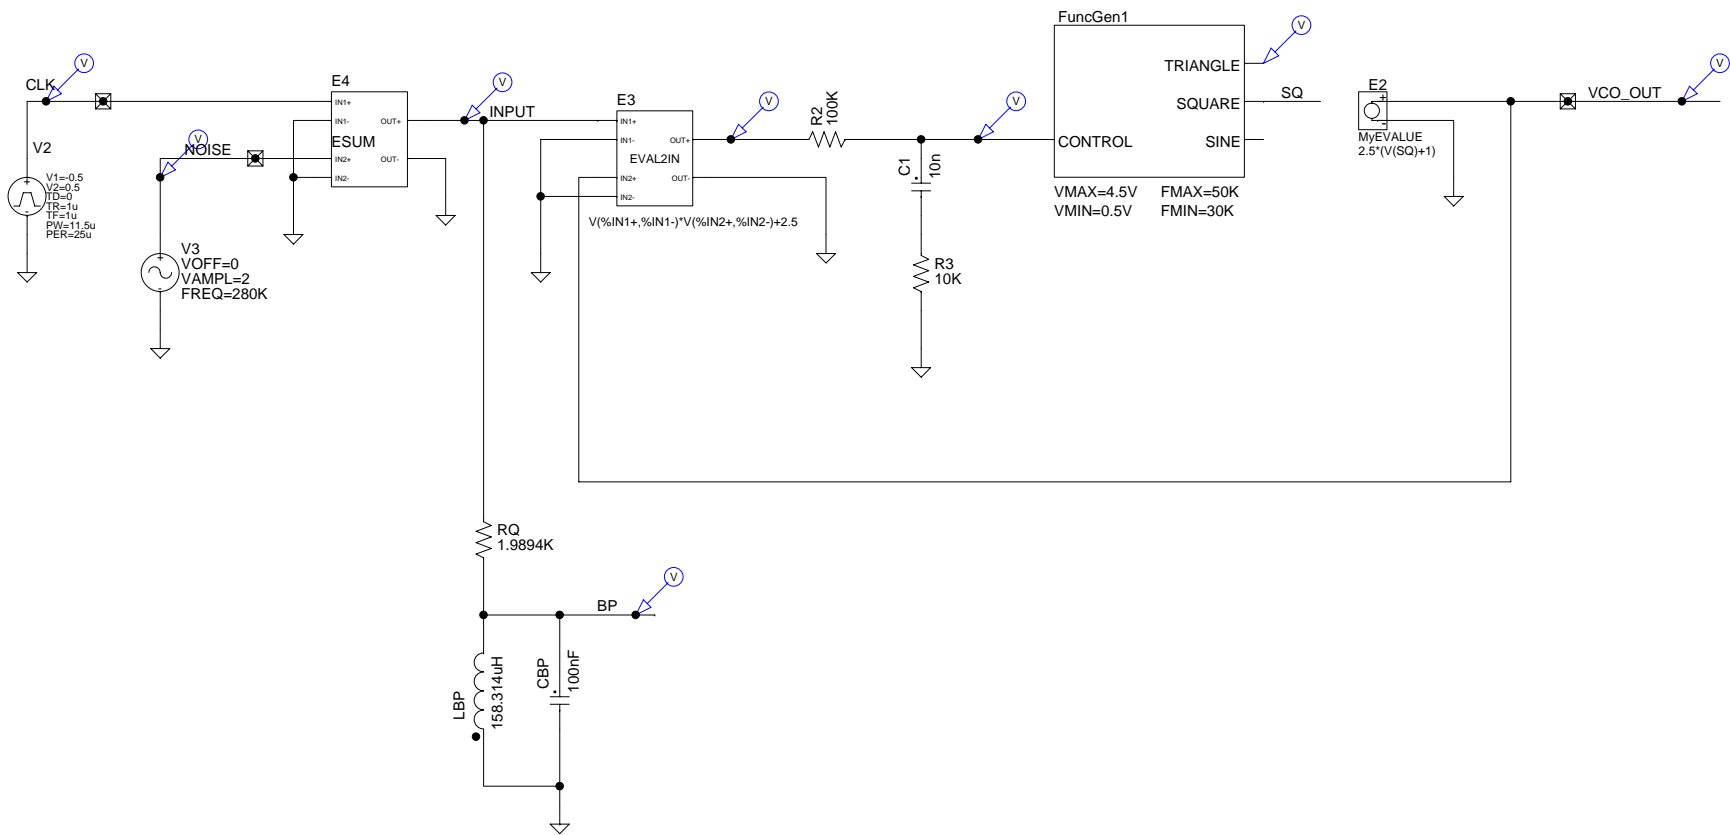 FuncGen1
CLK
E4
IN1+
IN1-
IN2+
IN2-
OUT+
OUT-
ESUM
V
INPUT
E3
IN1+
IN1-
IN2+
IN2-
OUT+
OUT-
EVAL2IN
V(%IN1+,%IN1-)*V(%IN2+,%IN2-)+2.5
V
R2
100K
V
TRIANGLE
SQUARE
SINE
CONTROL
VMAX=4.5V FMAX=50K
VMIN=0.5V FMIN=30K
V
SQ
E2
+
-
MyEVALUE
2.5*(V(SQ)+1)
VCO_OUT
V
V
V2
+
-
V1=-0.5
V2=0.5
TD=0
TR=1u
TF=1u
PW=11.5u
PER=25u
NOISE
V
V3
+
-
VOFF=0
VAMPL=2
FREQ=280K
C1
10n
R3
10K
RQ
1.9894K
BP
V
LBP
158.314uH
CBP
100nF